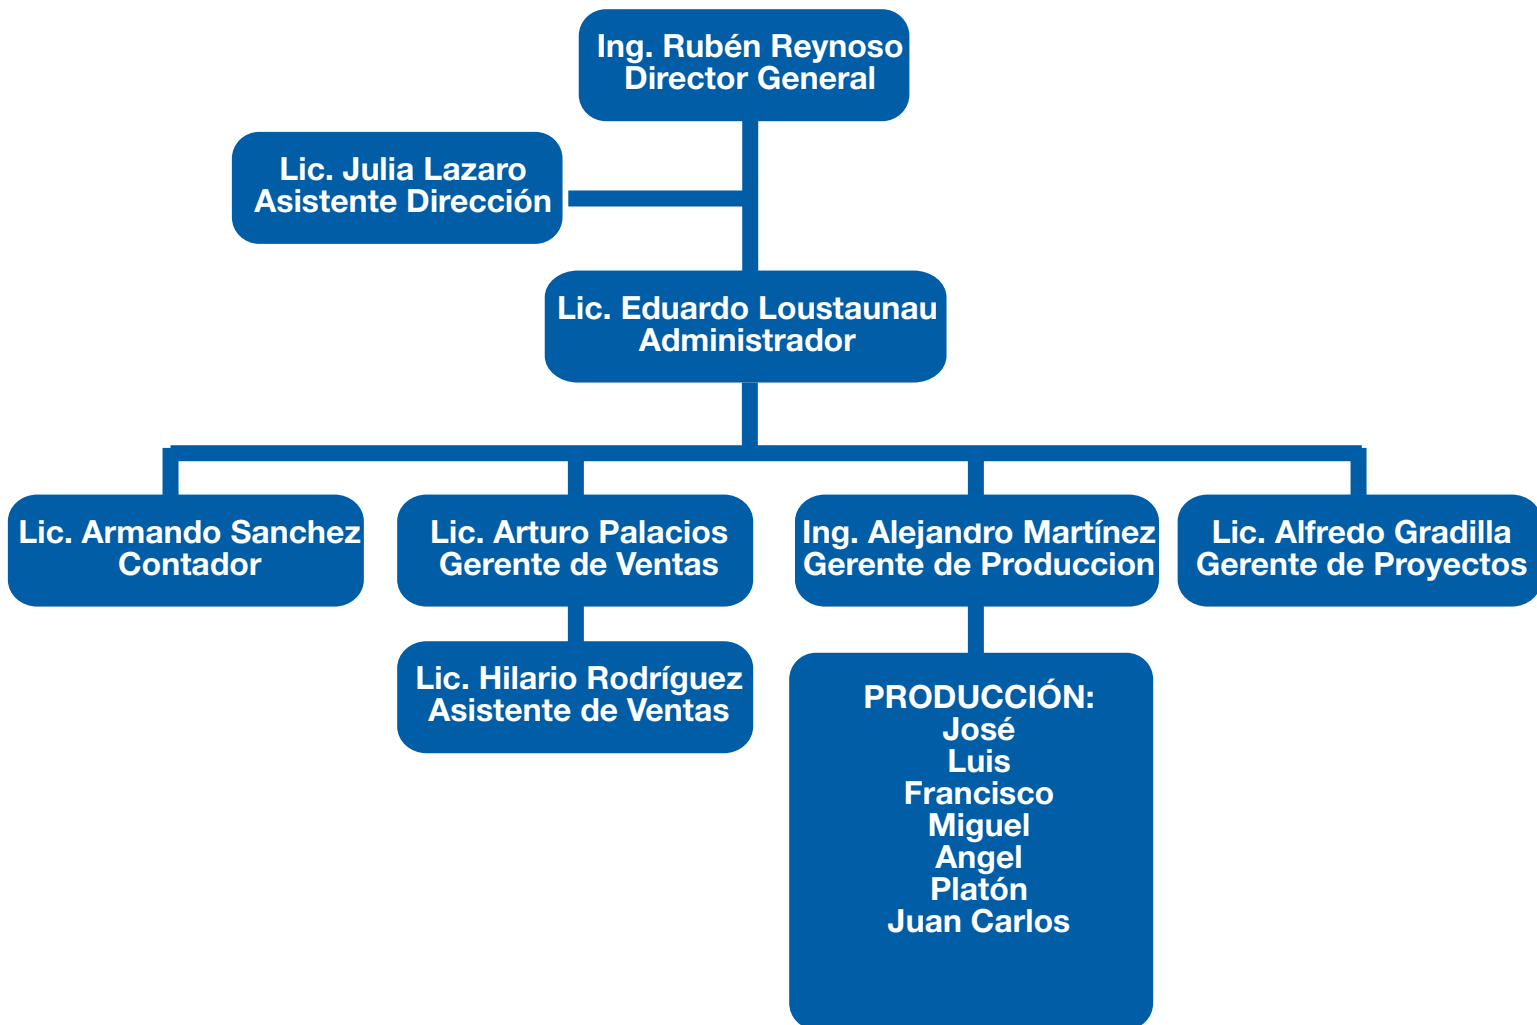 Ing. Rubén Reynoso
Director General
Lic. Julia Lazaro
Asistente Dirección
Lic. Eduardo Loustaunau
Administrador
Lic. Armando Sanchez
Contador
Lic. Arturo Palacios
Gerente de Ventas
Ing. Alejandro Martínez
Gerente de Produccion
Lic. Alfredo Gradilla
Gerente de Proyectos
Lic. Hilario Rodríguez
Asistente de Ventas
PRODUCCIÓN:
José
Luis
Francisco
Miguel
Angel
Platón
Juan Carlos